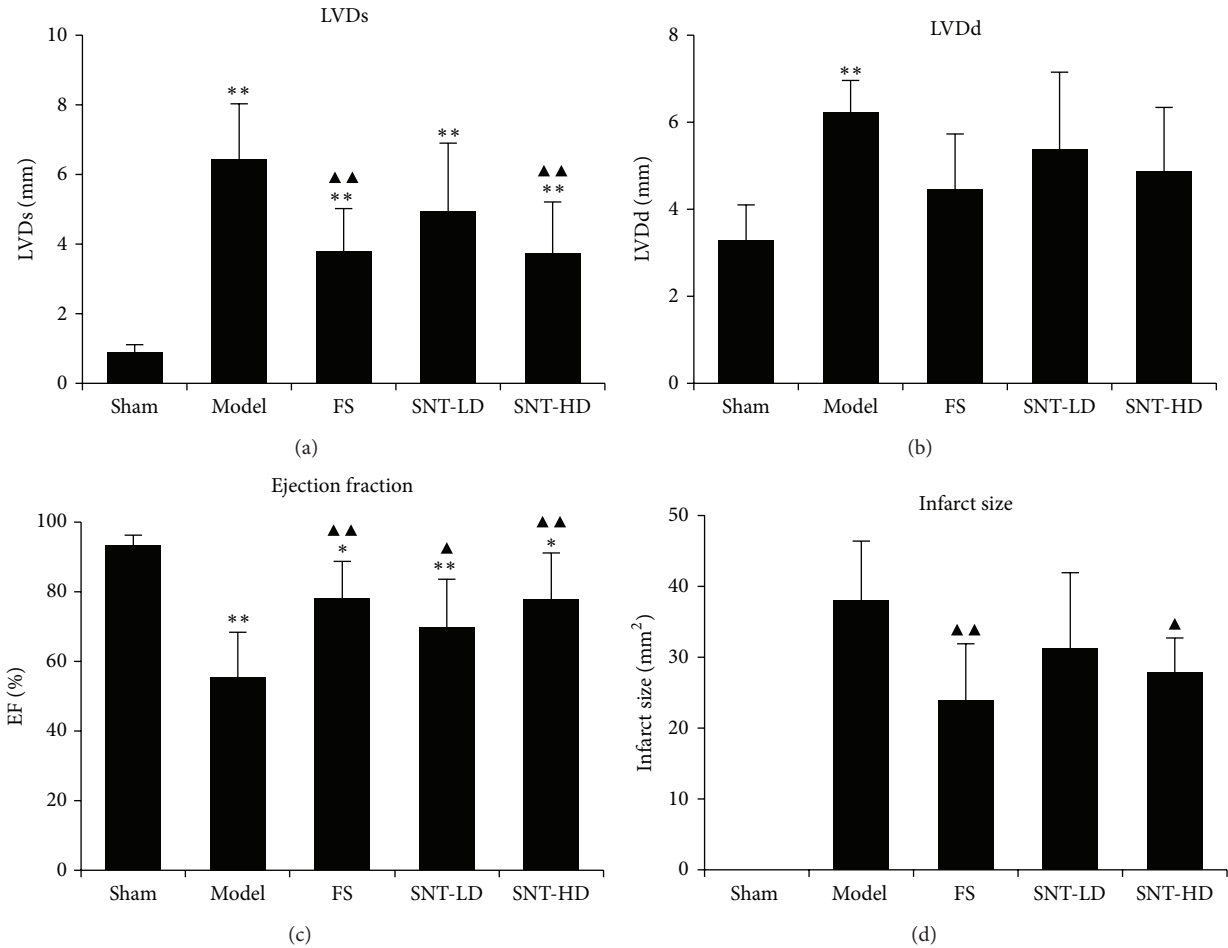 LVDs
LVDs (mm)
10
8
6
4
2
0
**
▲▲
**
**
▲▲
**
Sham Model FS SNT-LD SNT-HD
(a)
LVDd
LVDd (mm)
8
6
4
2
0
**
Sham Model FS SNT-LD SNT-HD
(b)
Ejection fraction
EF (%)
100
80
60
40
20
0
**
▲▲
*
▲
**
▲▲
*
Sham Model FS SNT-LD SNT-HD
(c)
Infarct size
Infarct size (mm²)
50
40
30
20
10
0
▲▲
▲
Sham Model FS SNT-LD SNT-HD
(d)